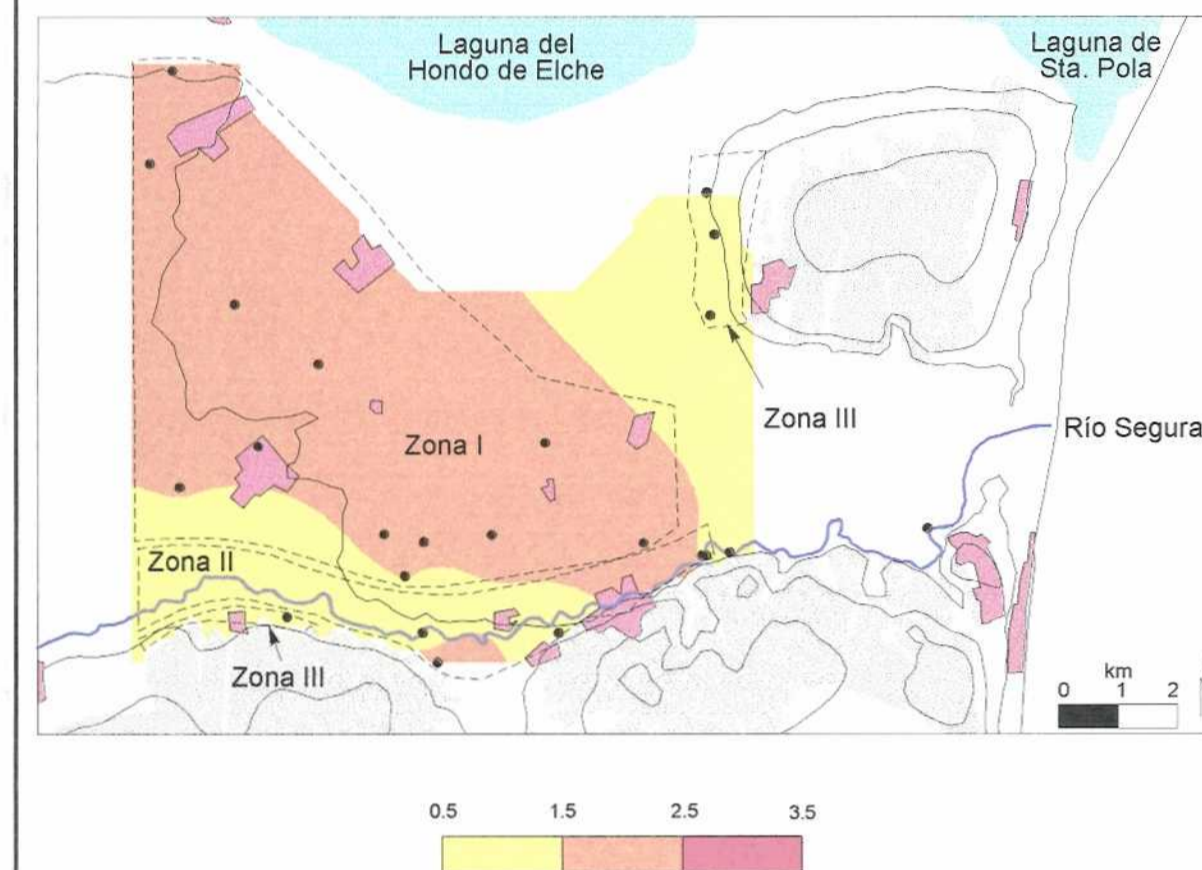 Laguna del
Hondo de Elche
Laguna de
Sta. Pola
Zona III
Zona I
Río Segura
Zona II
Zona III
km
0 1 2
0.5 1.5 2.5 3.5